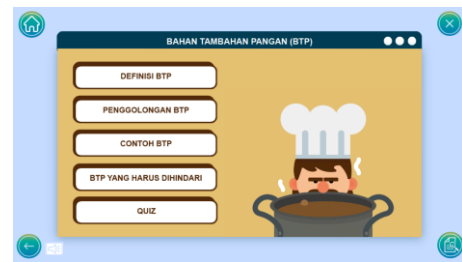 BAHAN TAMBAHAN PANGAN (BTP)
DEFINISI BTP
PENGGOLONGAN BTP
CONTOH BTP
BTP YANG HARUS DIHINDARI
QUIZ